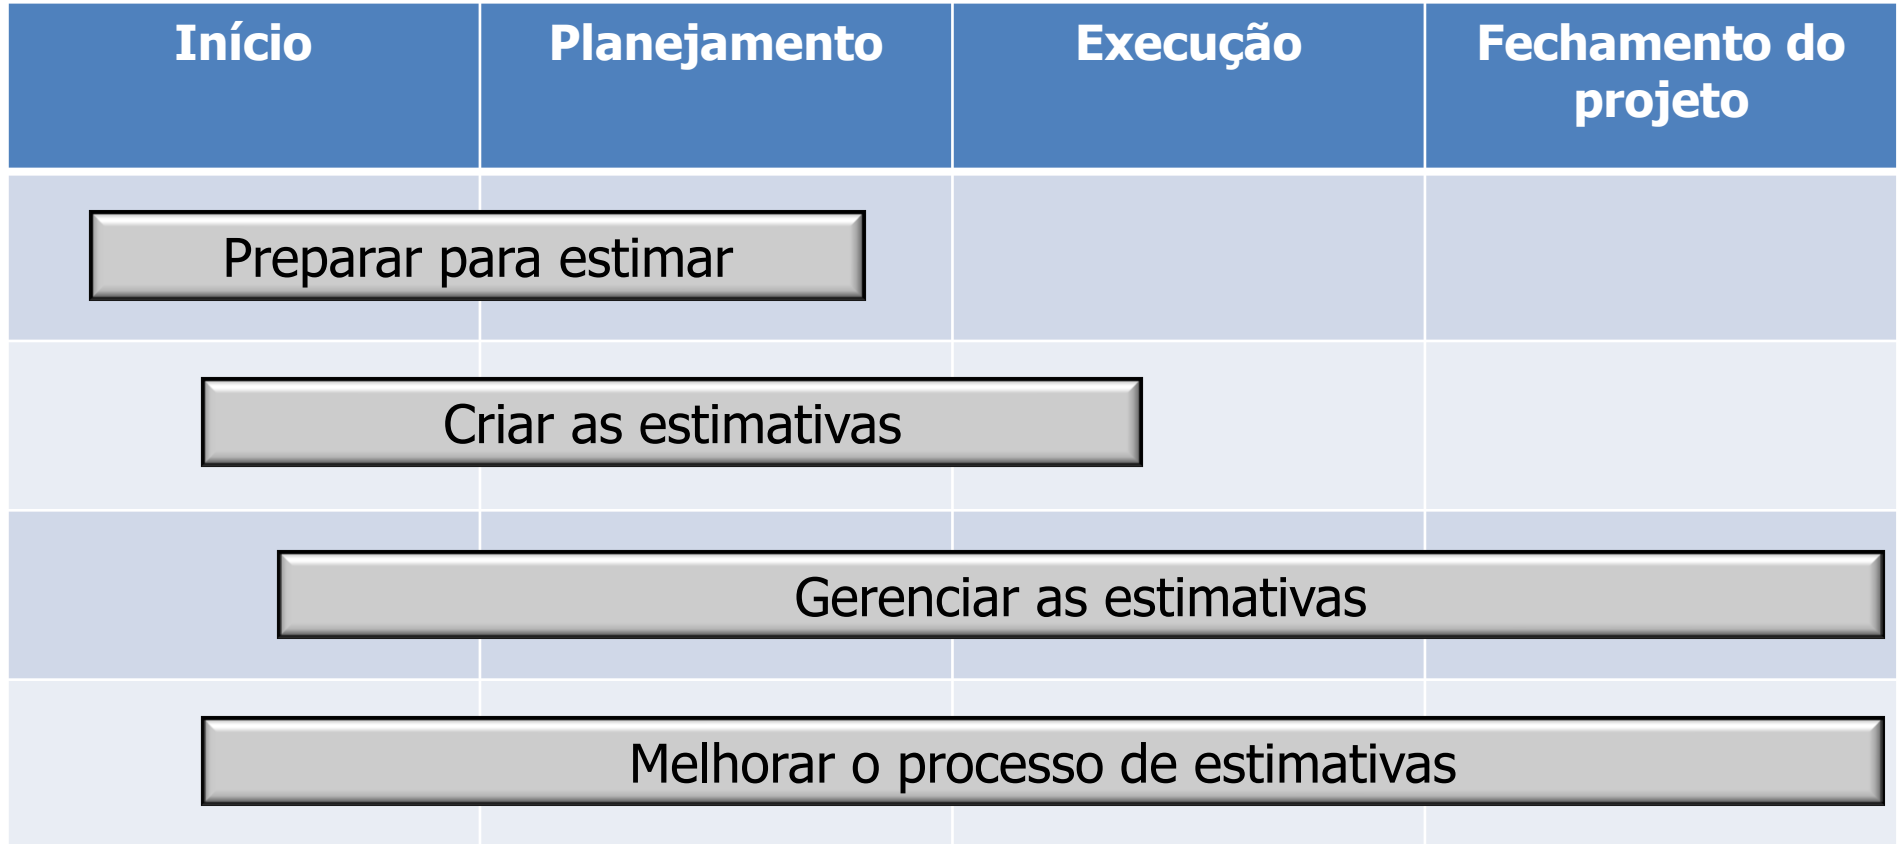 Início
Planejamento
Execução
Fechamento do
projeto
Preparar para estimar
Criar as estimativas
Gerenciar as estimativas
Melhorar o processo de estimativas